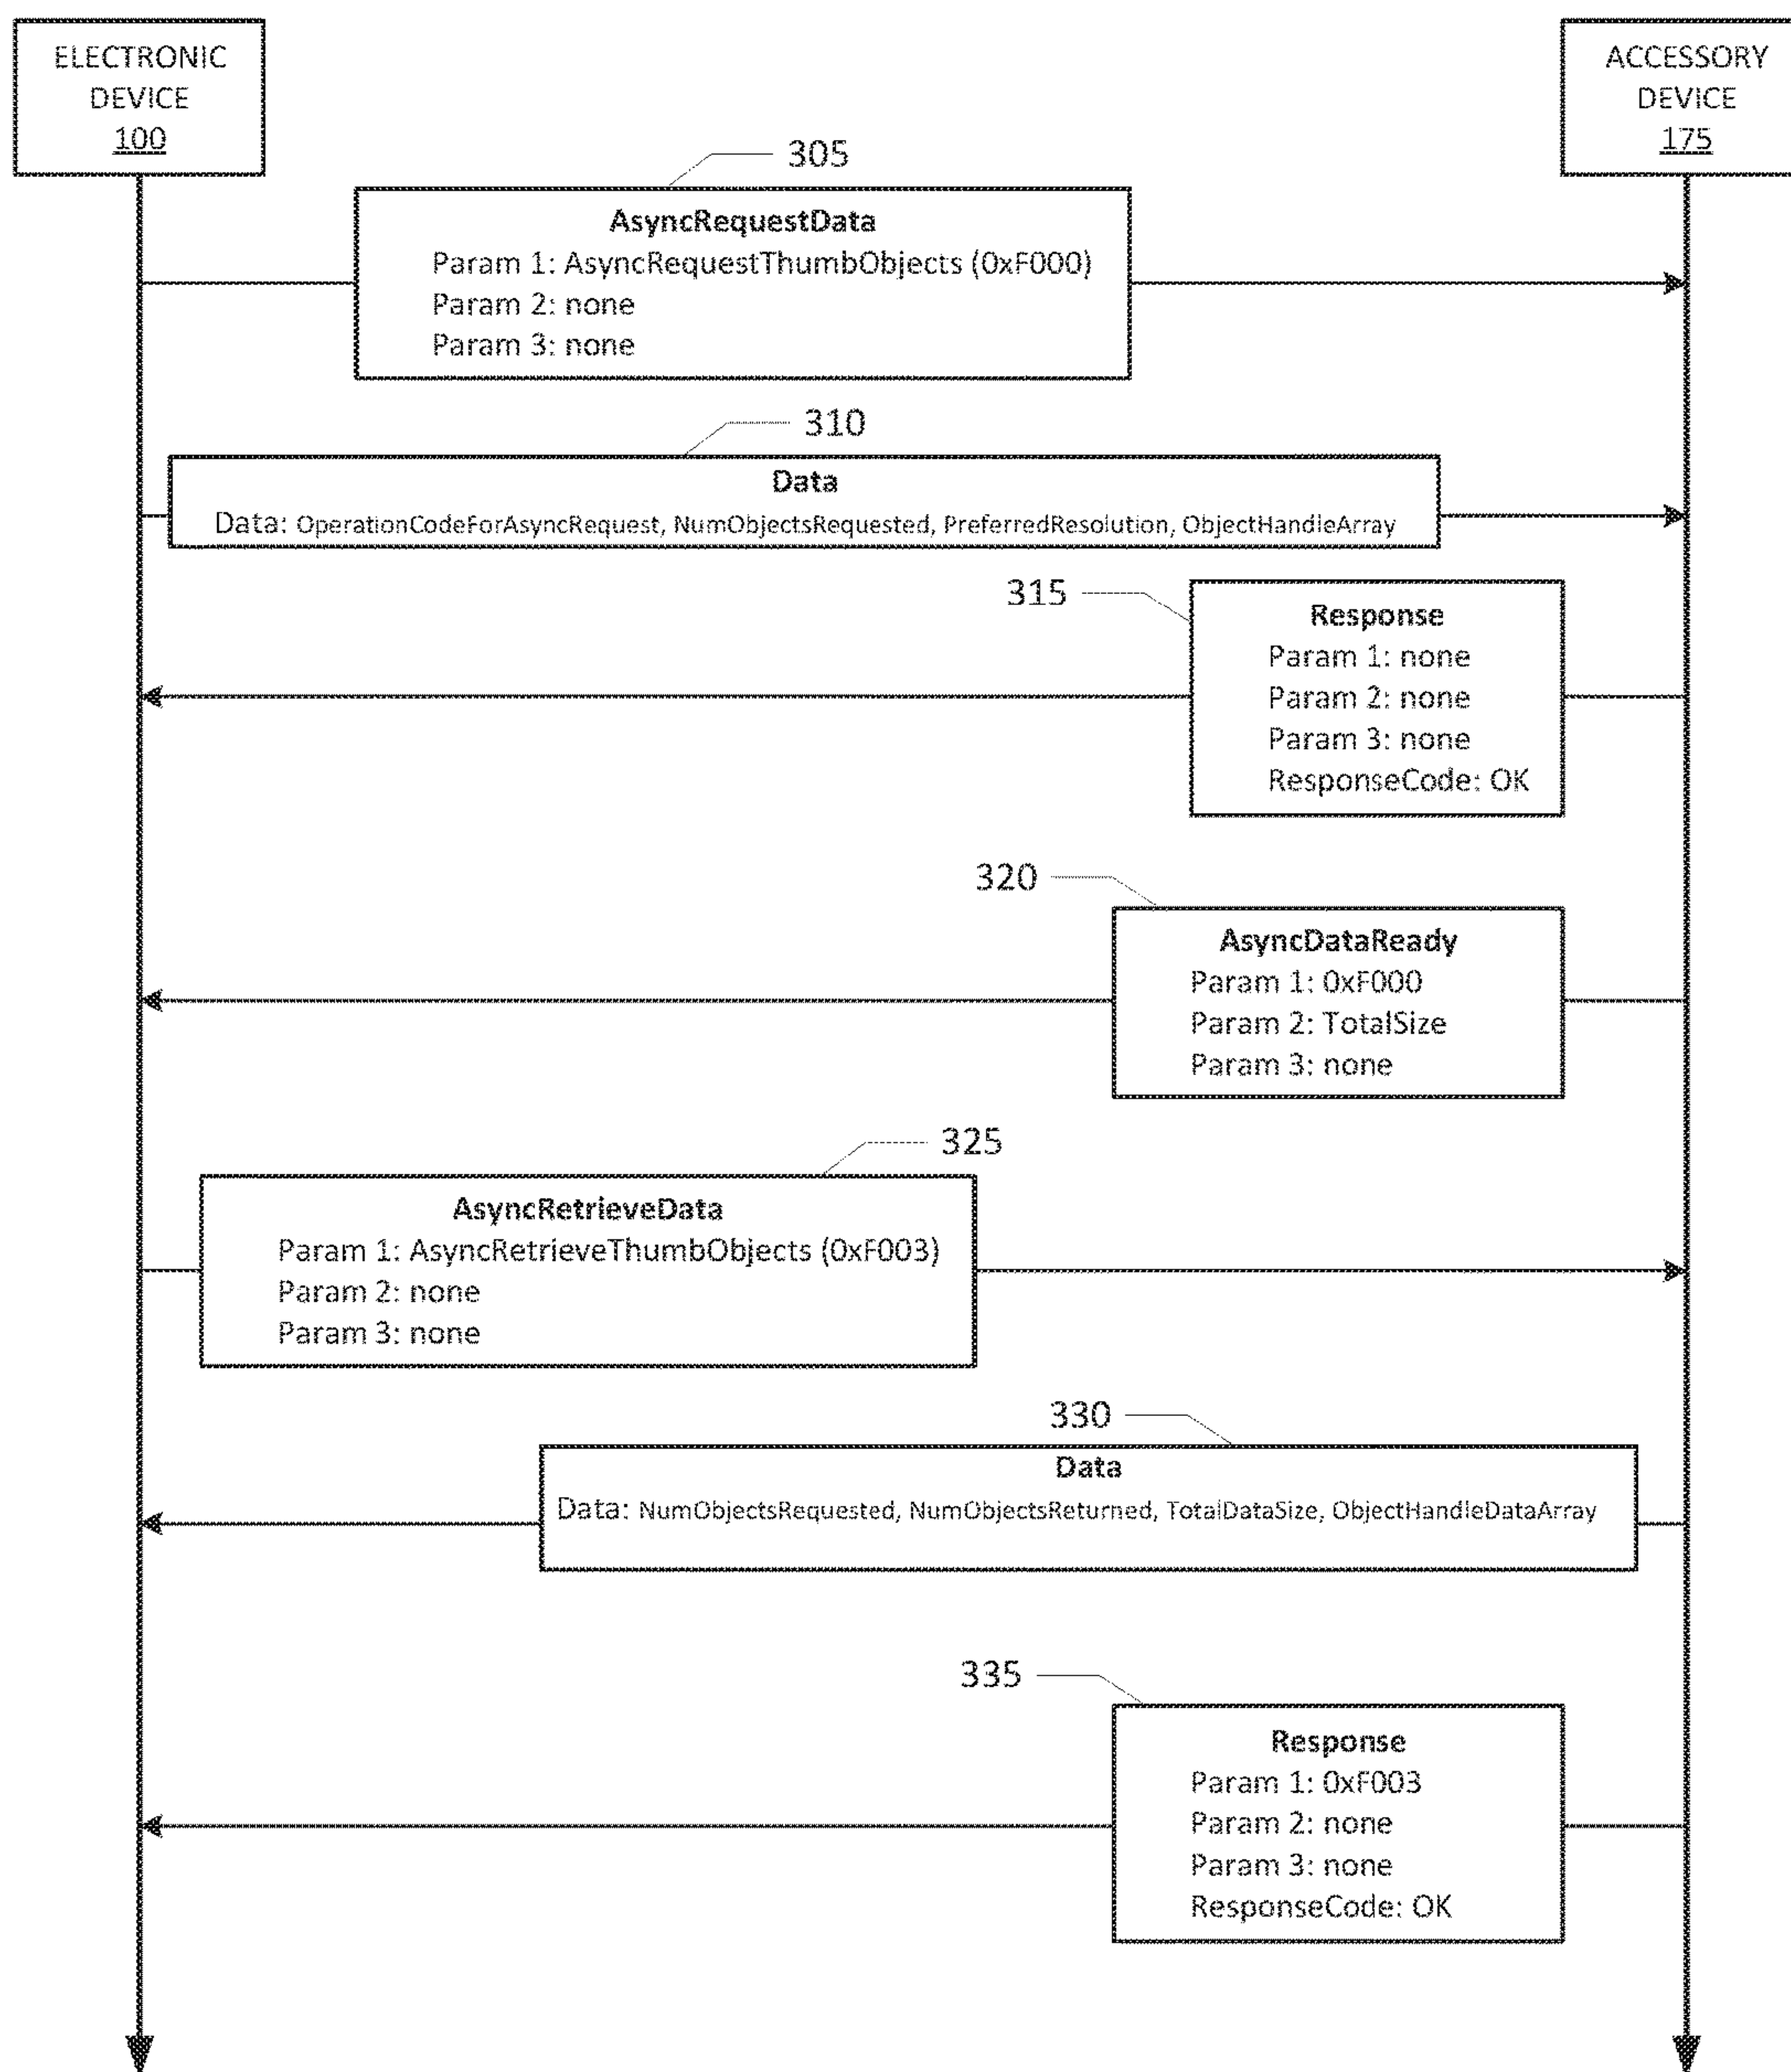 ELECTRONIC
DEVICE
100
ACCESSORY
DEVICE
175
305
AsyncRequestData
Param 1: AsyncRequestThumbObjects (0xF000)
Param 2: none
Param 3: none
310
Data
Data: OperationCodeForAsyncRequest, NumObjectsRequested, PreferredResolution, ObjectHandleArray
315
Response
Param 1: none
Param 2: none
Param 3: none
ResponseCode: OK
320
AsyncDataReady
Param 1: 0xF000
Param 2: TotalSize
Param 3: none
325
AsyncRetrieveData
Param 1: AsyncRetrieveThumbObjects (0xF003)
Param 2: none
Param 3: none
330
Data
Data: NumObjectsRequested, NumObjectsReturned, TotalDataSize, ObjectHandleDataArray
335
Response
Param 1: 0xF003
Param 2: none
Param 3: none
ResponseCode: OK